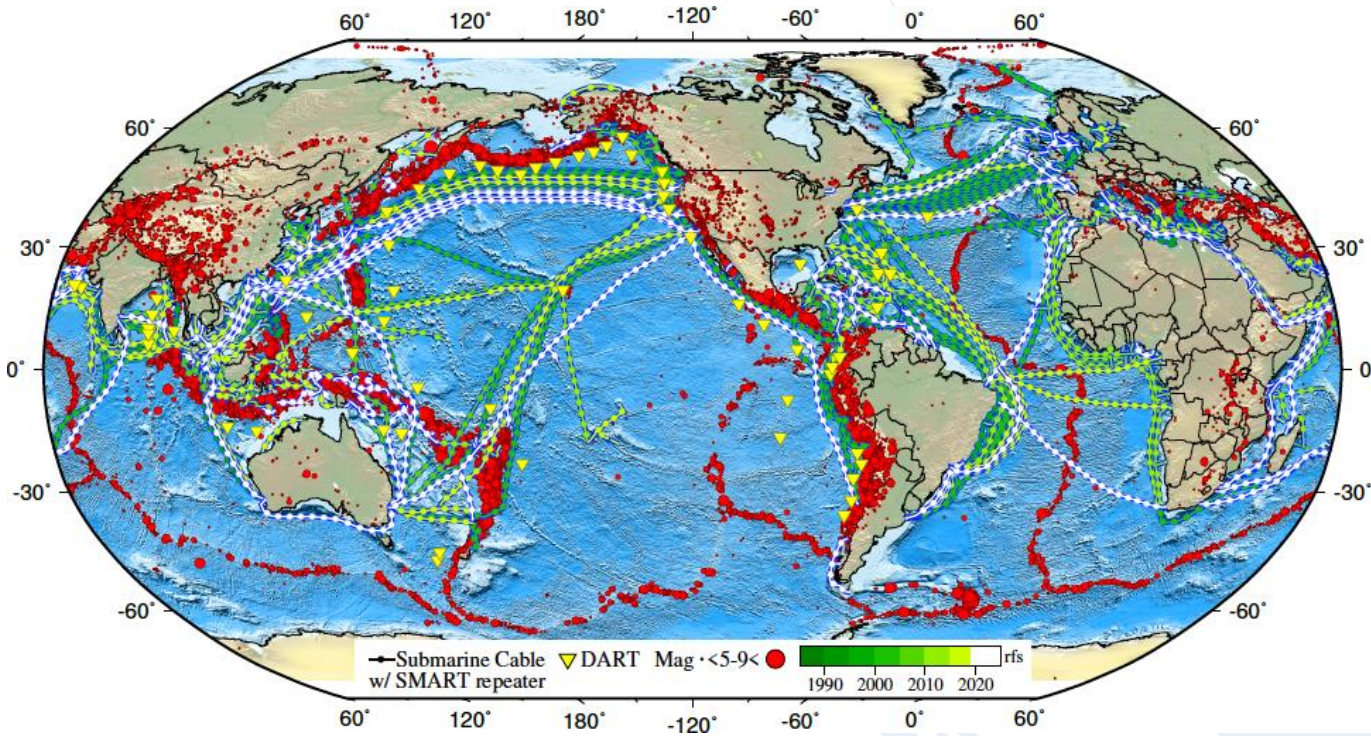 60˚ 120˚ 180˚ -120˚ -60˚ 0˚ 60˚
60˚ 60˚
30˚ 30˚
0˚ 0˚
-30˚ -30˚
-60˚ -60˚
Submarine Cable DART Mag <5-9< rfs
w/ SMART repeater 1990 2000 2010 2020
60˚ 120˚ 180˚ -120˚ -60˚ 0˚ 60˚